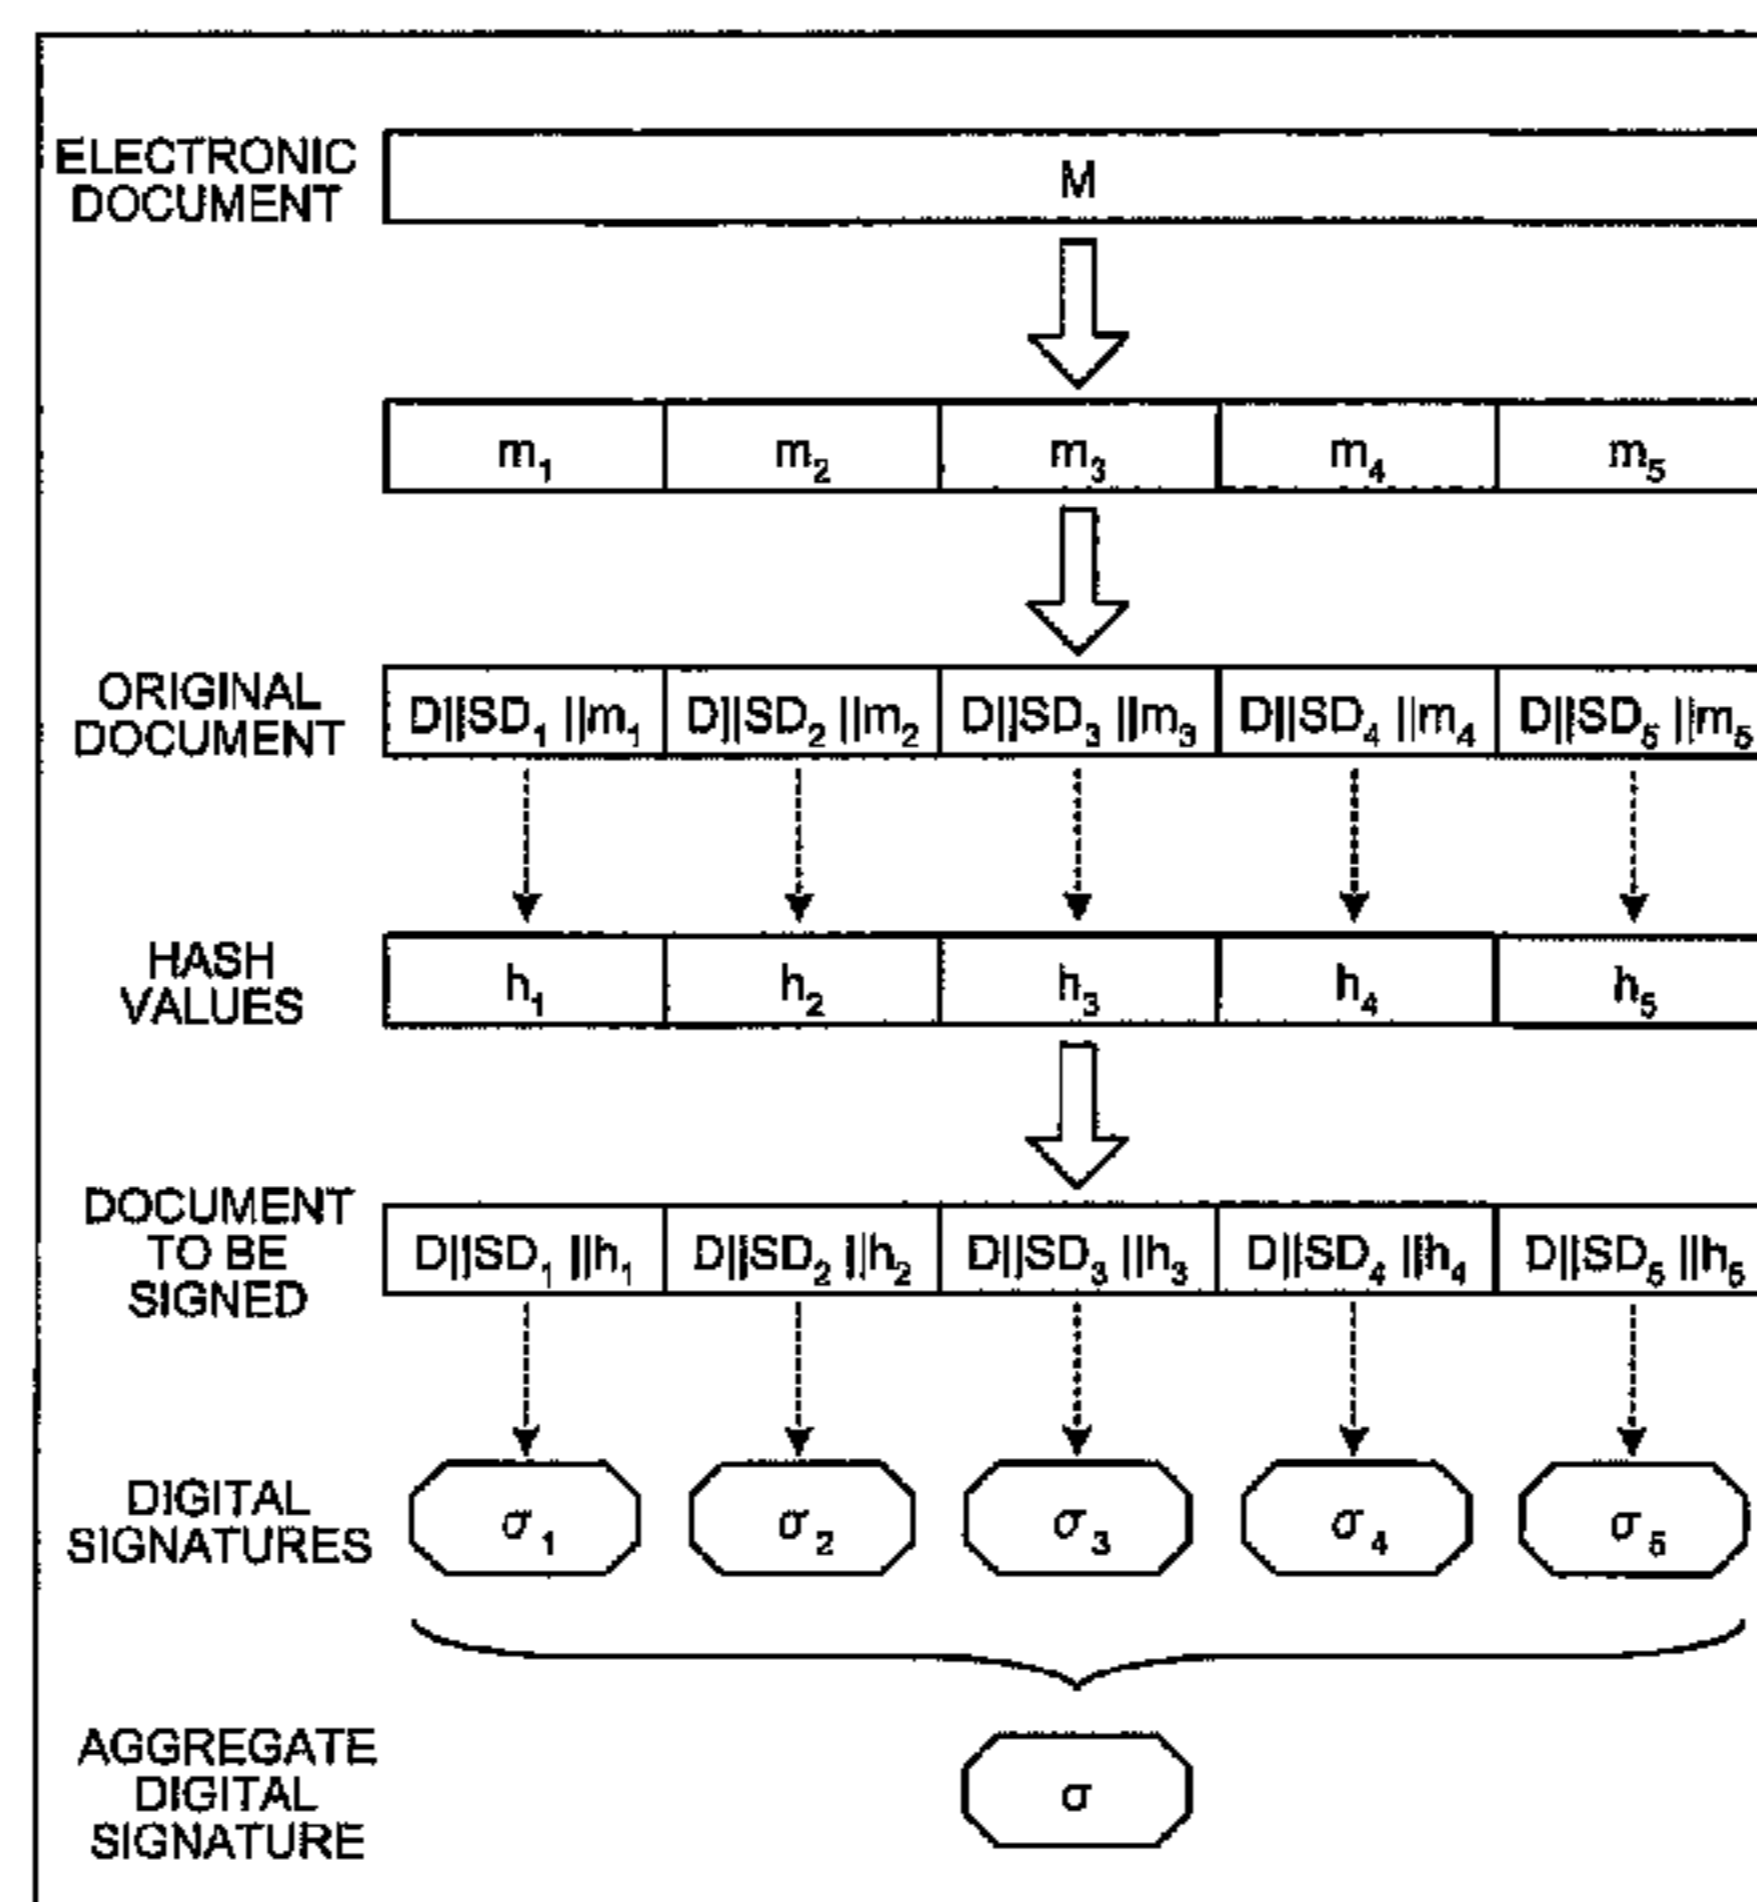 ELECTRONIC
DOCUMENT
M
m₁ m₂ m₃ m₄ m₅
ORIGINAL
DOCUMENT
D||SD₁ ||m₁ D||SD₂ ||m₂ D||SD₃ ||m₃ D||SD₄ ||m₄ D||SD₅ ||m₅
HASH
VALUES
h₁ h₂ h₃ h₄ h₅
DOCUMENT
TO BE
SIGNED
D||SD₁ ||h₁ D||SD₂ ||h₂ D||SD₃ ||h₃ D||SD₄ ||h₄ D||SD₅ ||h₅
DIGITAL
SIGNATURES
σ₁ σ₂ σ₃ σ₄ σ₅
AGGREGATE
DIGITAL
SIGNATURE
σ